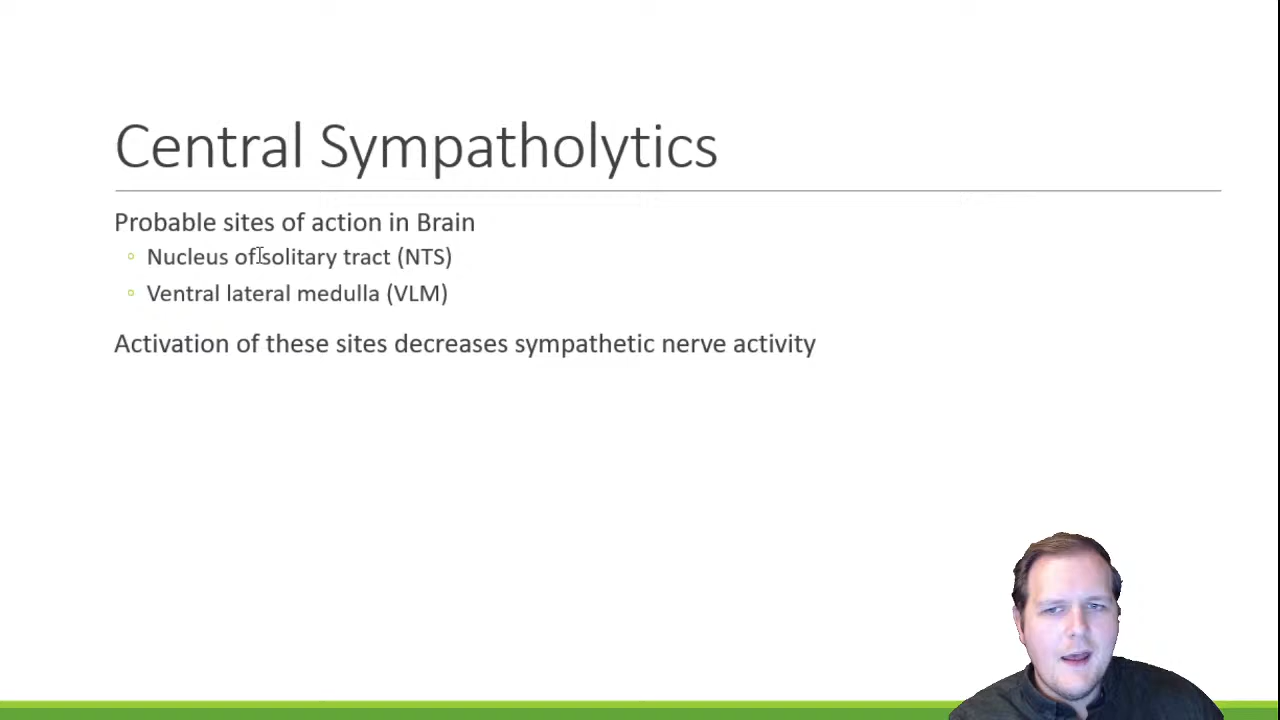 Central Sympatholytics
Probable sites of action in Brain
Nucleus of solitary tract (NTS)
Ventral lateral medulla (VLM)
Activation of these sites decreases sympathetic nerve activity